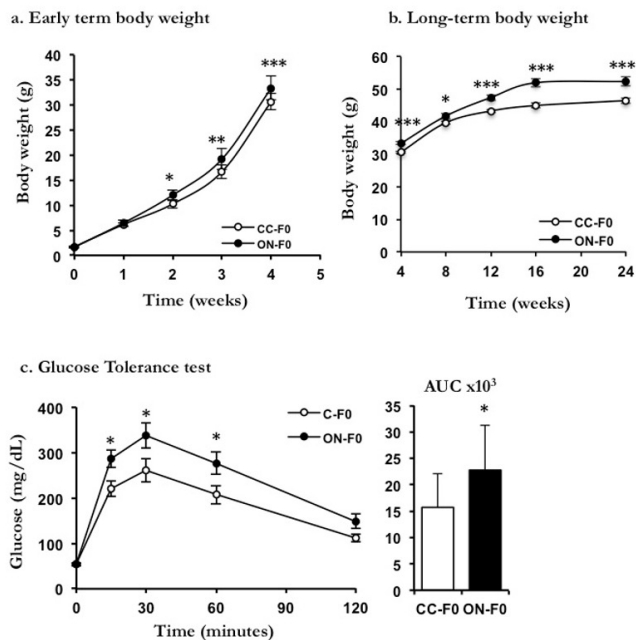 a. Early term body weight
40
35
30
25
20
15
10
5
0
Body weight (g)
*
**
***
CC-F0
ON-F0
0 1 2 3 4 5
Time (weeks)
b. Long-term body weight
60
50
40
30
20
10
0
Body weight (g)
***
*
***
***
***
CC-F0
ON-F0
4 8 12 16 20 24
Time (weeks)
c. Glucose Tolerance test
400
300
200
100
0
Glucose (mg/dL)
*
*
*
C-F0
ON-F0
0 30 60 90 120
Time (minutes)
AUC x10³
35
30
25
20
15
10
5
0
*
CC-F0 ON-F0